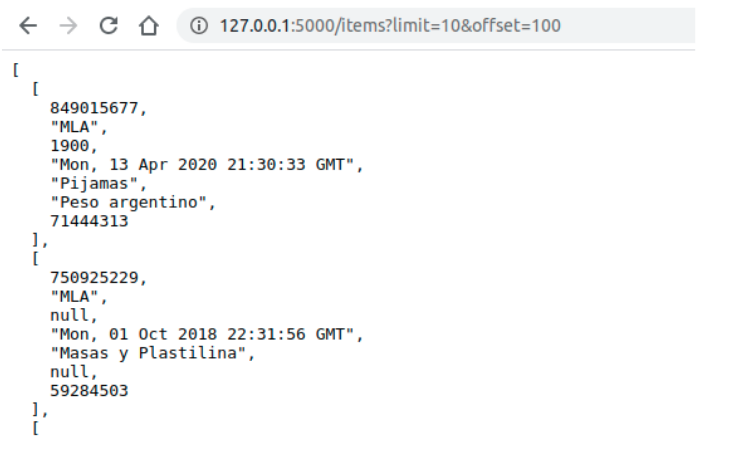 127.0.0.1:5000/items?limit=10&offset=100
[
[
849015677,
"MLA",
1900,
"Mon, 13 Apr 2020 21:30:33 GMT",
"Pijamas",
"Peso argentino",
71444313
],
[
750925229,
"MLA",
null,
"Mon, 01 Oct 2018 22:31:56 GMT",
"Masas y Plastilina",
null,
59284503
],
[